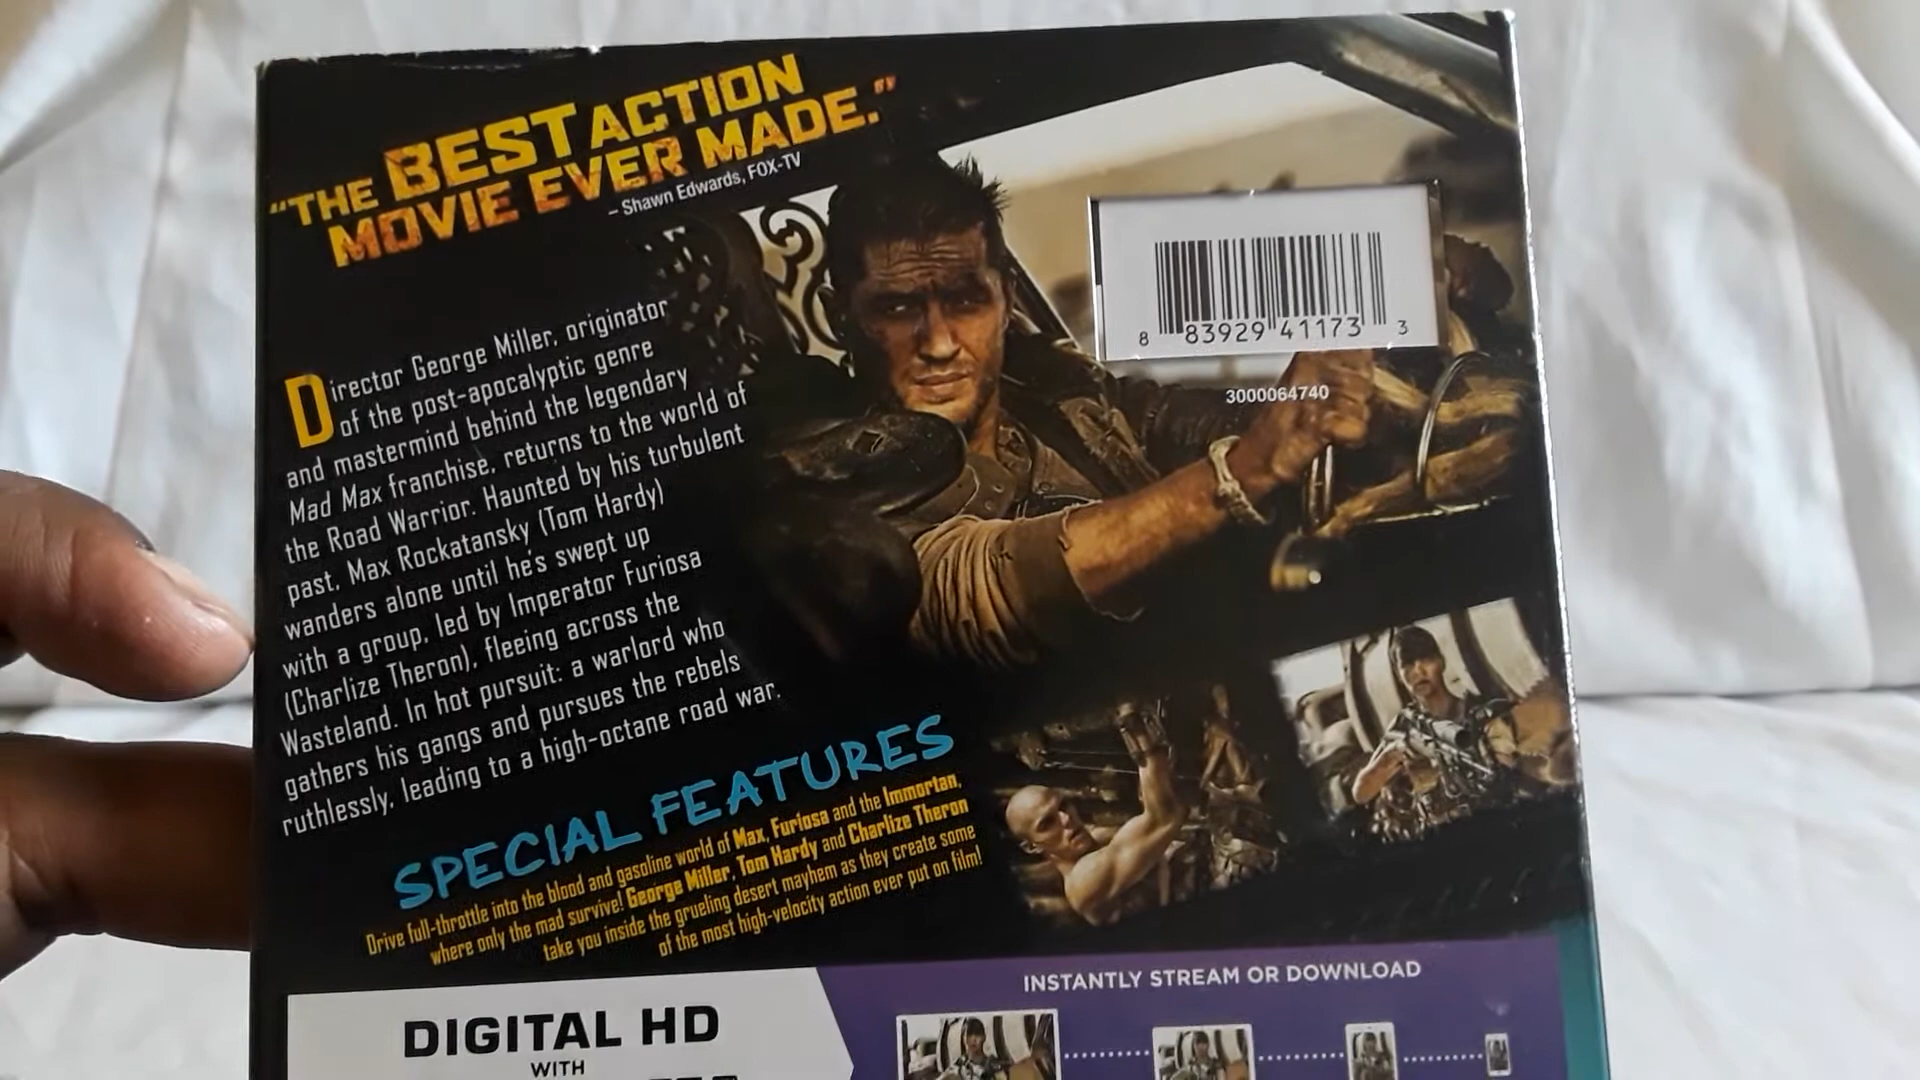 "THE BEST ACTION
MOVIE EVER MADE."
– Shawn Edwards, FOX-TV
Director George Miller, originator
of the post-apocalyptic genre
and mastermind behind the legendary
Mad Max franchise, returns to the world of
the Road Warrior. Haunted by his turbulent
past, Max Rockatansky (Tom Hardy)
wanders alone until he's swept up
with a group, led by Imperator Furiosa
(Charlize Theron), fleeing across the
Wasteland. In hot pursuit: a warlord who
gathers his gangs and pursues the rebels
ruthlessly, leading to a high-octane road war.
8 83929 41173 3
3000064740
SPECIAL FEATURES
Drive full-throttle into the blood and gasoline world of Max, Furiosa and the Immortan,
where only the mad survive! George Miller, Tom Hardy and Charlize Theron
take you inside the grueling desert mayhem as they create some
of the most high-velocity action ever put on film!
DIGITAL HD
WITH
INSTANTLY STREAM OR DOWNLOAD